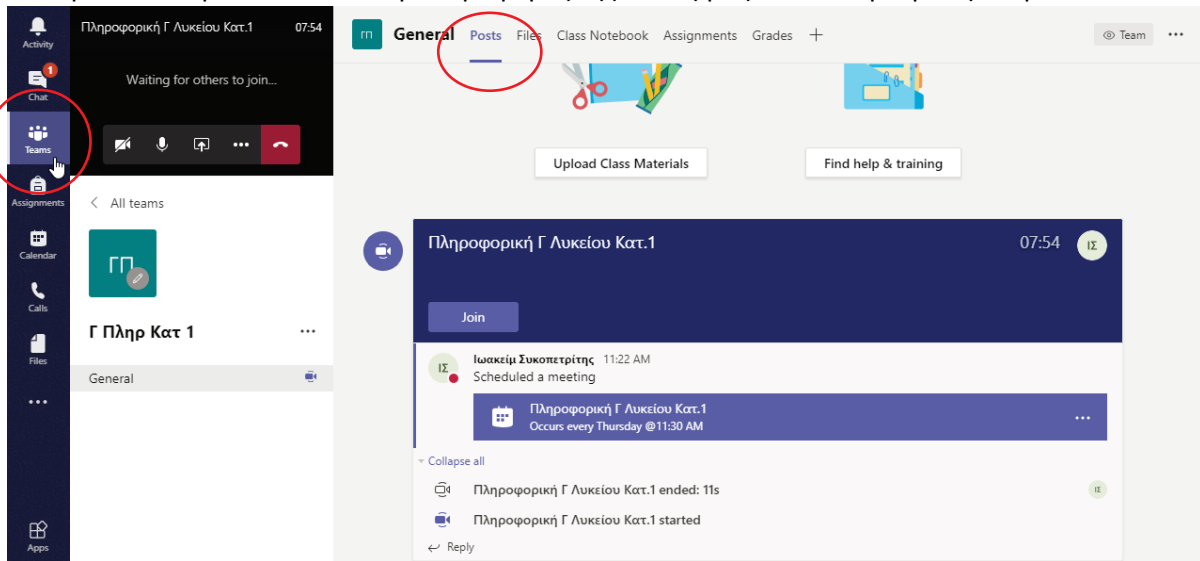 Activity
1
Chat
Teams
Assignments
Calendar
Calls
Files
Apps
Πληροφορική Γ Λυκείου Κατ.1 07:54
Waiting for others to join...
All teams
ΓΠ
Γ Πληρ Κατ 1
General
ΓΠ General Posts Files Class Notebook Assignments Grades Team
Upload Class Materials Find help & training
Πληροφορική Γ Λυκείου Κατ.1 07:54 ΙΣ
Join
ΙΣ Ιωακείμ Συκοπετρίτης 11:22 AM
Scheduled a meeting
Πληροφορική Γ Λυκείου Κατ.1
Occurs every Thursday @11:30 AM
Collapse all
Πληροφορική Γ Λυκείου Κατ.1 ended: 11s ΙΣ
Πληροφορική Γ Λυκείου Κατ.1 started
Reply